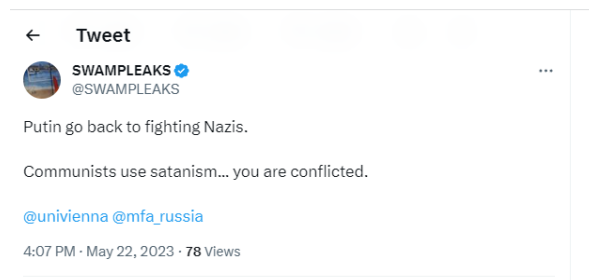 Tweet
SWAMPLEAKS
@SWAMPLEAKS
Putin go back to fighting Nazis.
Communists use satanism... you are conflicted.
@univienna @mfa_russia
4:07 PM · May 22, 2023 · 78 Views